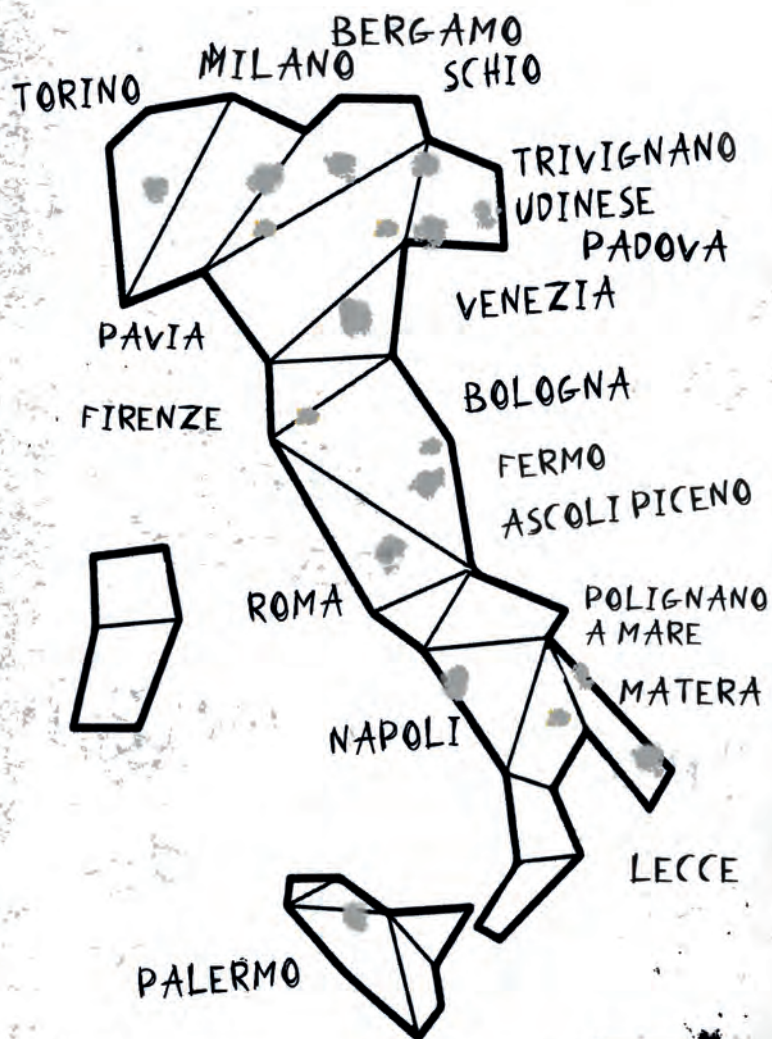 BERGAMO
MILANO
SCHIO
TORINO
TRIVIGNANO
UDINESE
PADOVA
VENEZIA
PAVIA
BOLOGNA
FIRENZE
FERMO
ASCOLI PICENO
ROMA
POLIGNANO
A MARE
MATERA
NAPOLI
LECCE
PALERMO